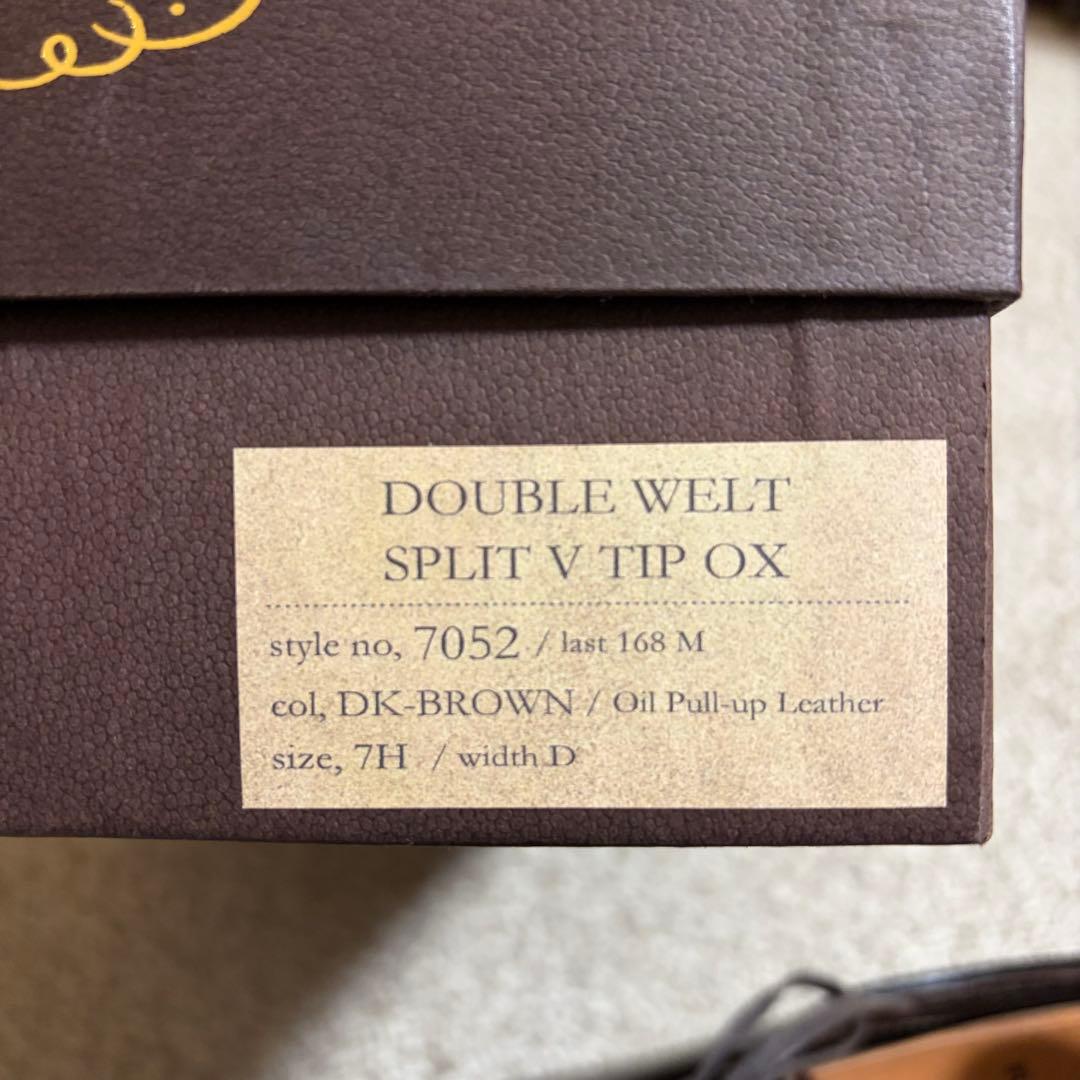 DOUBLE WELT
SPLIT V TIP OX
style no, 7052 / last 168 M
col, DK-BROWN / Oil Pull-up Leather
size, 7H / width D